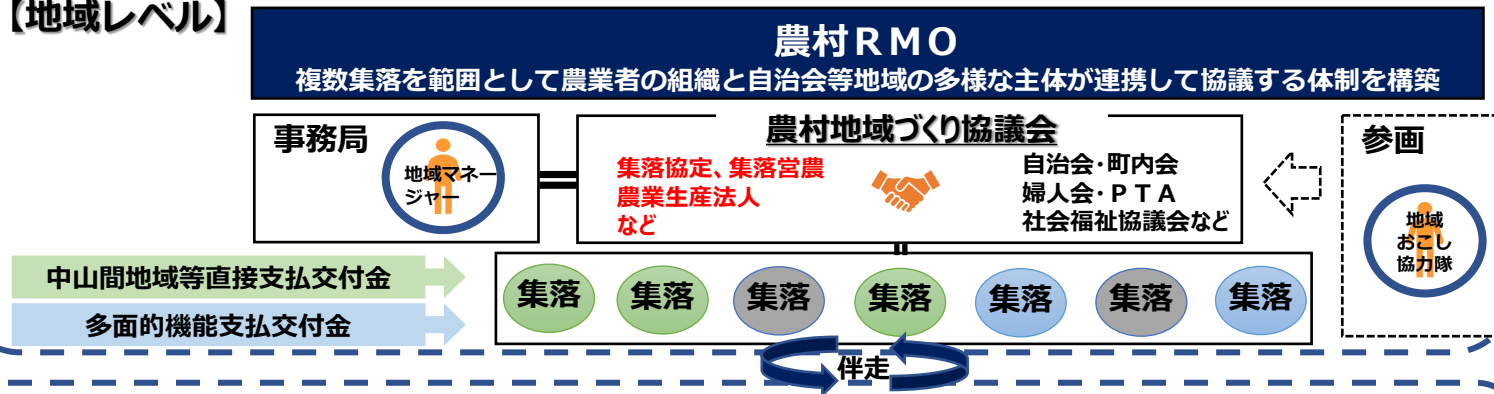 【地域レベル】
農村RMO
複数集落を範囲として農業者の組織と自治会等地域の多様な主体が連携して協議する体制を構築
事務局
地域マネー
ジャー
農村地域づくり協議会
集落協定、集落営農
農業生産法人
など
自治会・町内会
婦人会・PTA
社会福祉協議会など
参画
地域
おこし
協力隊
中山間地域等直接支払交付金
多面的機能支払交付金
集落
集落
集落
集落
集落
集落
集落
伴走